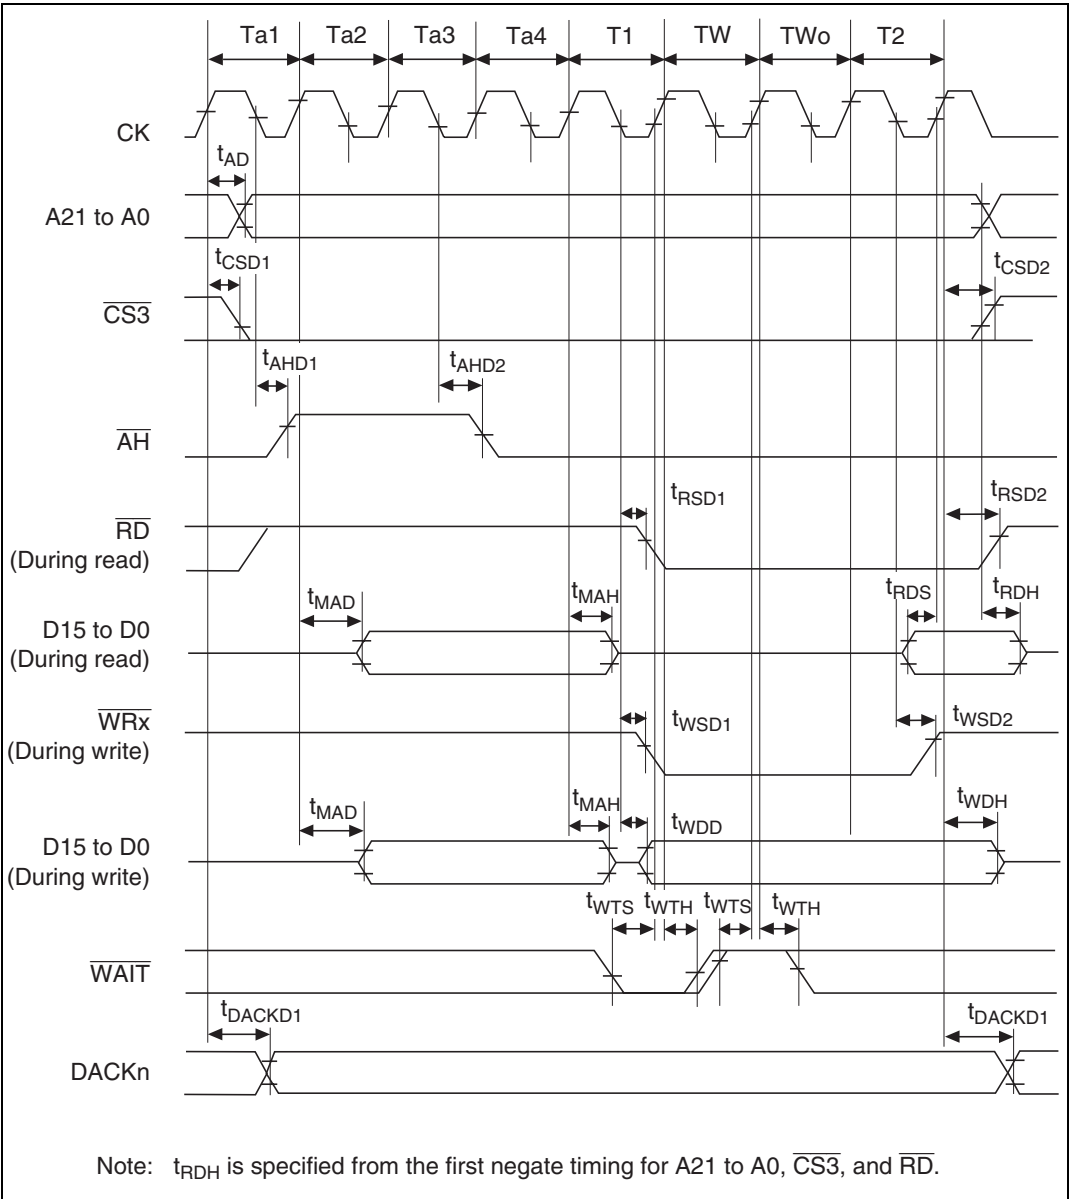 Ta1 Ta2 Ta3 Ta4 T1 TW TWo T2
CK
tAD
A21 to A0
tCSD1 tCSD2
CS3
tAHD1 tAHD2
AH
tRSD1 tRSD2
RD
(During read)
tMAD tMAH tRDS tRDH
D15 to D0
(During read)
WRx
(During write)
tWSD1 tWSD2
tMAD tMAH tWDD tWDH
D15 to D0
(During write)
tWTS tWTH tWTS tWTH
WAIT
tDACKD1 tDACKD1
DACKn
Note: tRDH is specified from the first negate timing for A21 to A0, CS3, and RD.